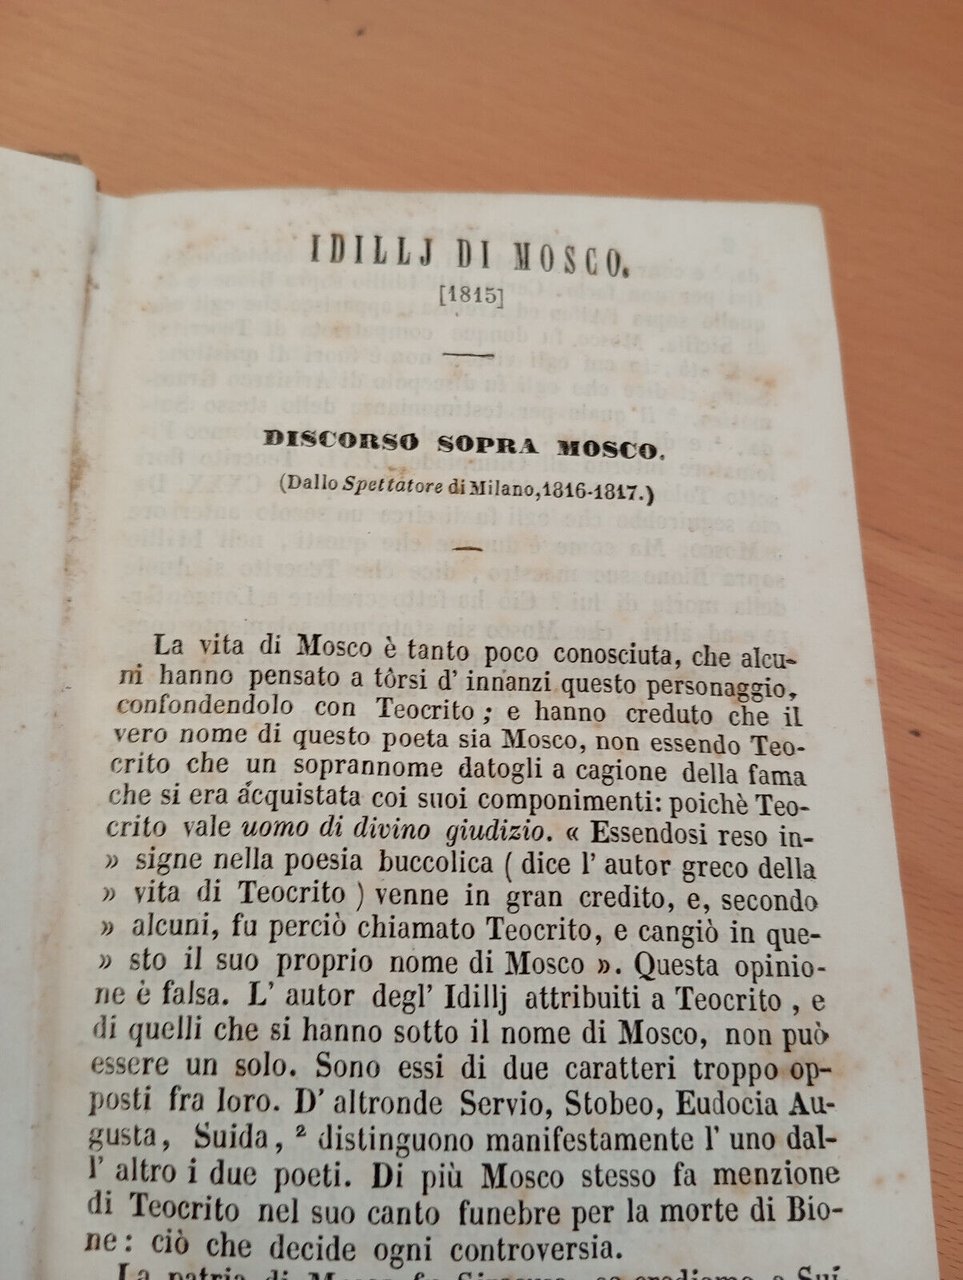 IDILLJ DI MOSCO.
[1815]
DISCORSO SOPRA MOSCO.
(Dallo Spettatore di Milano, 1816-1817.)
La vita di Mosco è tanto poco conosciuta, che alcu-
ni hanno pensato a tôrsi d' innanzi questo personaggio,
confondendolo con Teocrito; e hanno creduto che il
vero nome di questo poeta sia Mosco, non essendo Teo-
crito che un soprannome datogli a cagione della fama
che si era acquistata coi suoi componimenti: poichè Teo-
crito vale uomo di divino giudizio. « Essendosi reso in-
» signe nella poesia buccolica ( dice l' autor greco della
» vita di Teocrito ) venne in gran credito, e, secondo
» alcuni, fu perciò chiamato Teocrito, e cangiò in que-
» sto il suo proprio nome di Mosco ». Questa opinio-
ne è falsa. L' autor degl' Idillj attribuiti a Teocrito , e
di quelli che si hanno sotto il nome di Mosco, non può
essere un solo. Sono essi di due caratteri troppo op-
posti fra loro. D' altronde Servio, Stobeo, Eudocia Au-
gusta, Suida, ² distinguono manifestamente l' uno dal-
l' altro i due poeti. Di più Mosco stesso fa menzione
di Teocrito nel suo canto funebre per la morte di Bio-
ne: ciò che decide ogni controversia.
La patria di Mosco fu